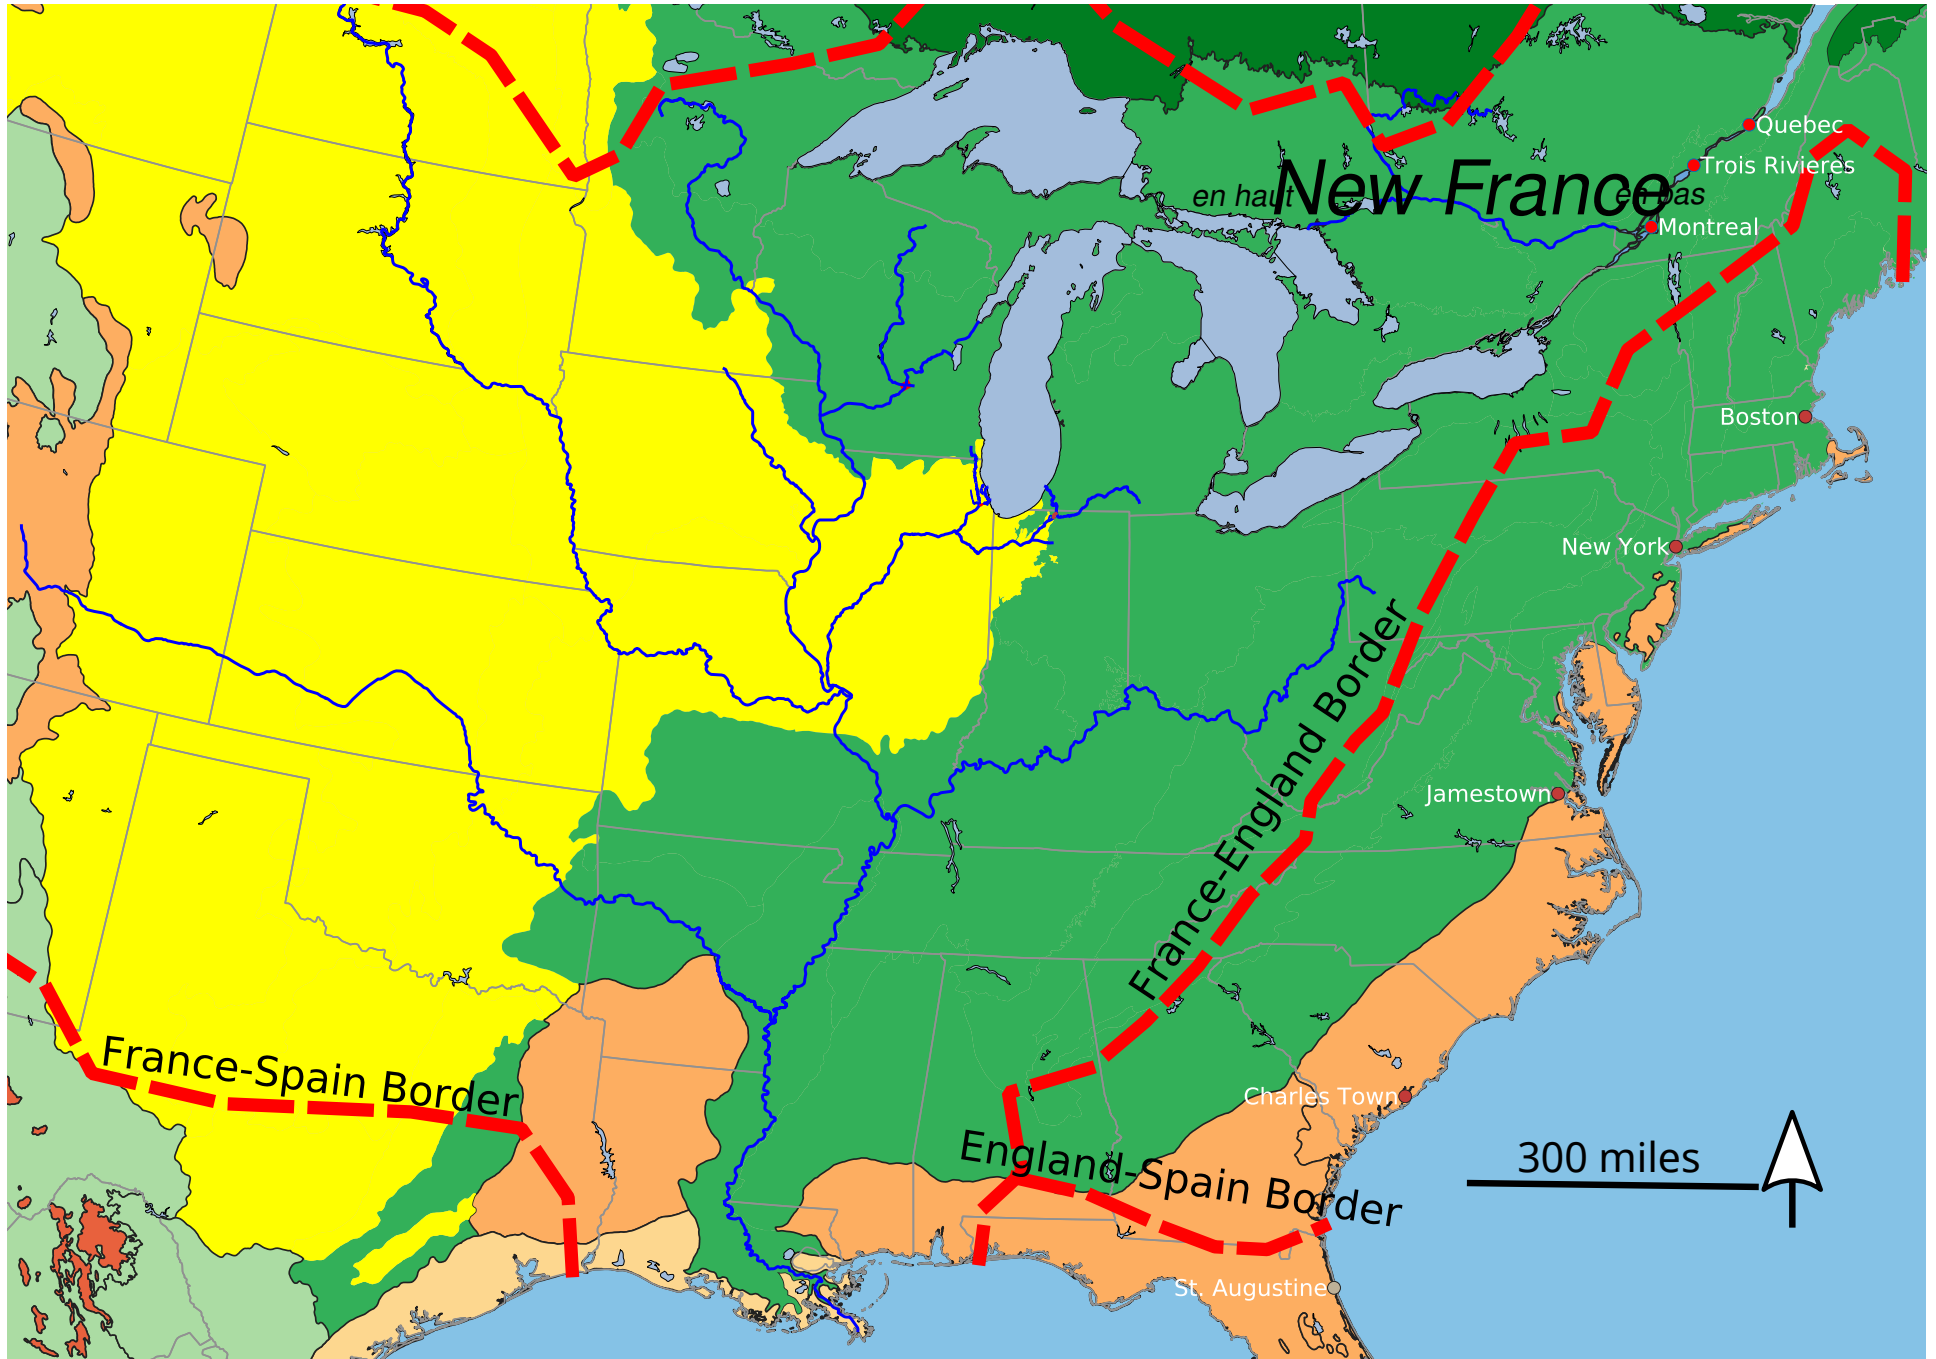 Quebec
Trois Rivieres
New France
en haut
en bas
Montreal
Boston
New York
France-England Border
Jamestown
France-Spain Border
Charles Town
England-Spain Border
300 miles
St. Augustine